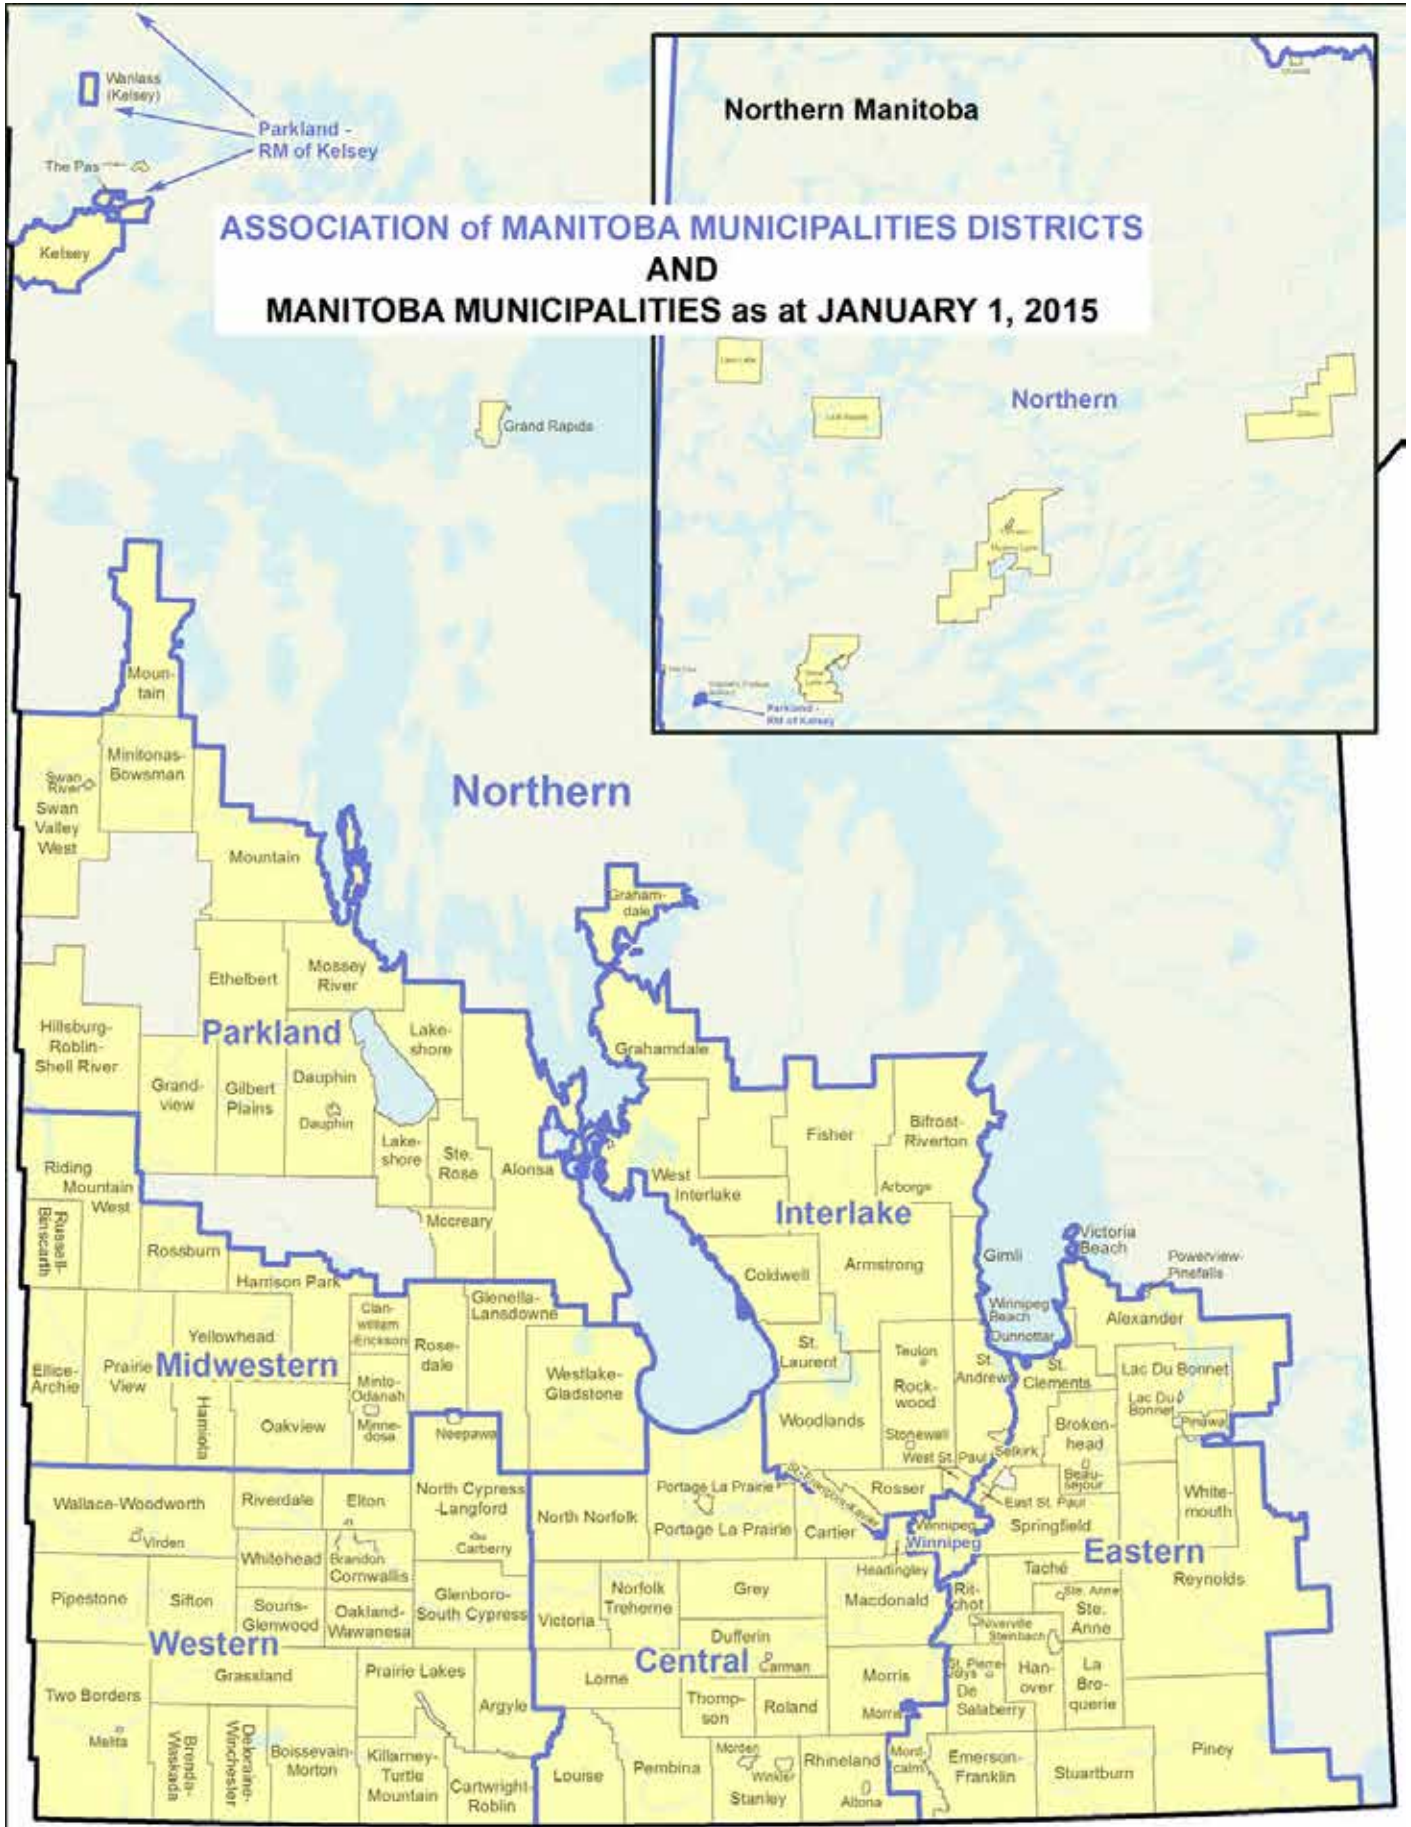 Wanlass
(Kelsey)
Parkland -
RM of Kelsey
The Pas
Kelsey
Northern Manitoba
ASSOCIATION of MANITOBA MUNICIPALITIES DISTRICTS
AND
MANITOBA MUNICIPALITIES as at JANUARY 1, 2015
Northern
Grand Rapids
Parkland -
RM of Kelsey
Moun-
tain
Minitonas-
Bowsman
Swan
River
Swan
Valley
West
Northern
Mountain
Graham-
dale
Ethelbert
Mossey
River
Hillsburg-
Roblin-
Shell River
Parkland
Lake-
shore
Grahamdale
Grand-
view
Gilbert
Plains
Dauphin
Dauphin
Fisher
Bifrost-
Riverton
Lake-
shore
Ste.
Rose
Alonsa
Riding
Mountain
West
West
Interlake
Arborg
Interlake
Russell-
Binscarth
Mccreary
Rossburn
Harrison Park
Coldwell
Armstrong
Gimli
Victoria
Beach
Powerview-
Pinefalls
Glenella-
Lansdowne
Clan-
william
-Erickson
Winnipeg
Beach
Dunnottar
Alexander
Yellowhead
Rose-
dale
St.
Laurent
Teulon
St.
Andrews
St.
Clements
Lac Du Bonnet
Ellice-
Archie
Prairie
View
Midwestern
Minto-
Odanah
Westlake-
Gladstone
Rock-
wood
Lac Du
Bonnet
Pinawa
Hamiota
Oakview
Minne-
dosa
Neepawa
Woodlands
Stonewall
Broken-
head
West St. Paul
Selkirk
Beau-
sejour
Wallace-Woodworth
Riverdale
Elton
North Cypress
-Langford
Portage La Prairie
St. Francois Xavier
Rosser
East St. Paul
White-
mouth
Virden
Carberry
North Norfolk
Portage La Prairie
Cartier
Winnipeg
Winnipeg
Springfield
Eastern
Whitehead
Brandon
Cornwallis
Headingley
Taché
Reynolds
Pipestone
Sifton
Souris-
Glenwood
Oakland-
Wawanesa
Glenboro-
South Cypress
Victoria
Norfolk
Treherne
Grey
Macdonald
Rit-
chot
Ste. Anne
Ste.
Anne
Niverville
Steinbach
Western
Dufferin
Central
Carman
Grassland
Prairie Lakes
Lorne
Morris
St. Pierre-
Jolys
De
Salaberry
Han-
over
La
Bro-
querie
Two Borders
Argyle
Thomp-
son
Roland
Morris
Melita
Brenda-
Waskada
Deloraine-
Winchester
Boissevain-
Morton
Killarney-
Turtle
Mountain
Cartwright-
Roblin
Louise
Pembina
Morden
Winkler
Stanley
Rhineland
Altona
Mont-
calm
Emerson-
Franklin
Stuartburn
Piney